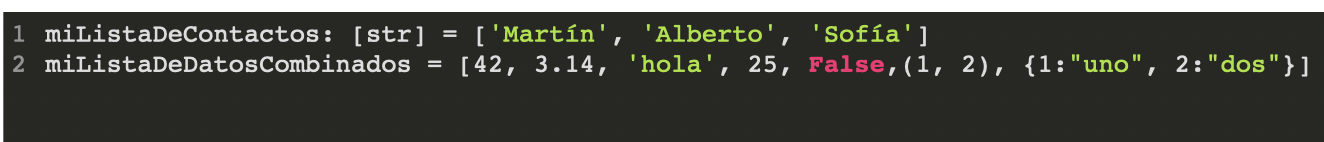 1 miListaDeContactos: [str] = ['Martín', 'Alberto', 'Sofía']
2 miListaDeDatosCombinados = [42, 3.14, 'hola', 25, False,(1, 2), {1:"uno", 2:"dos"}]